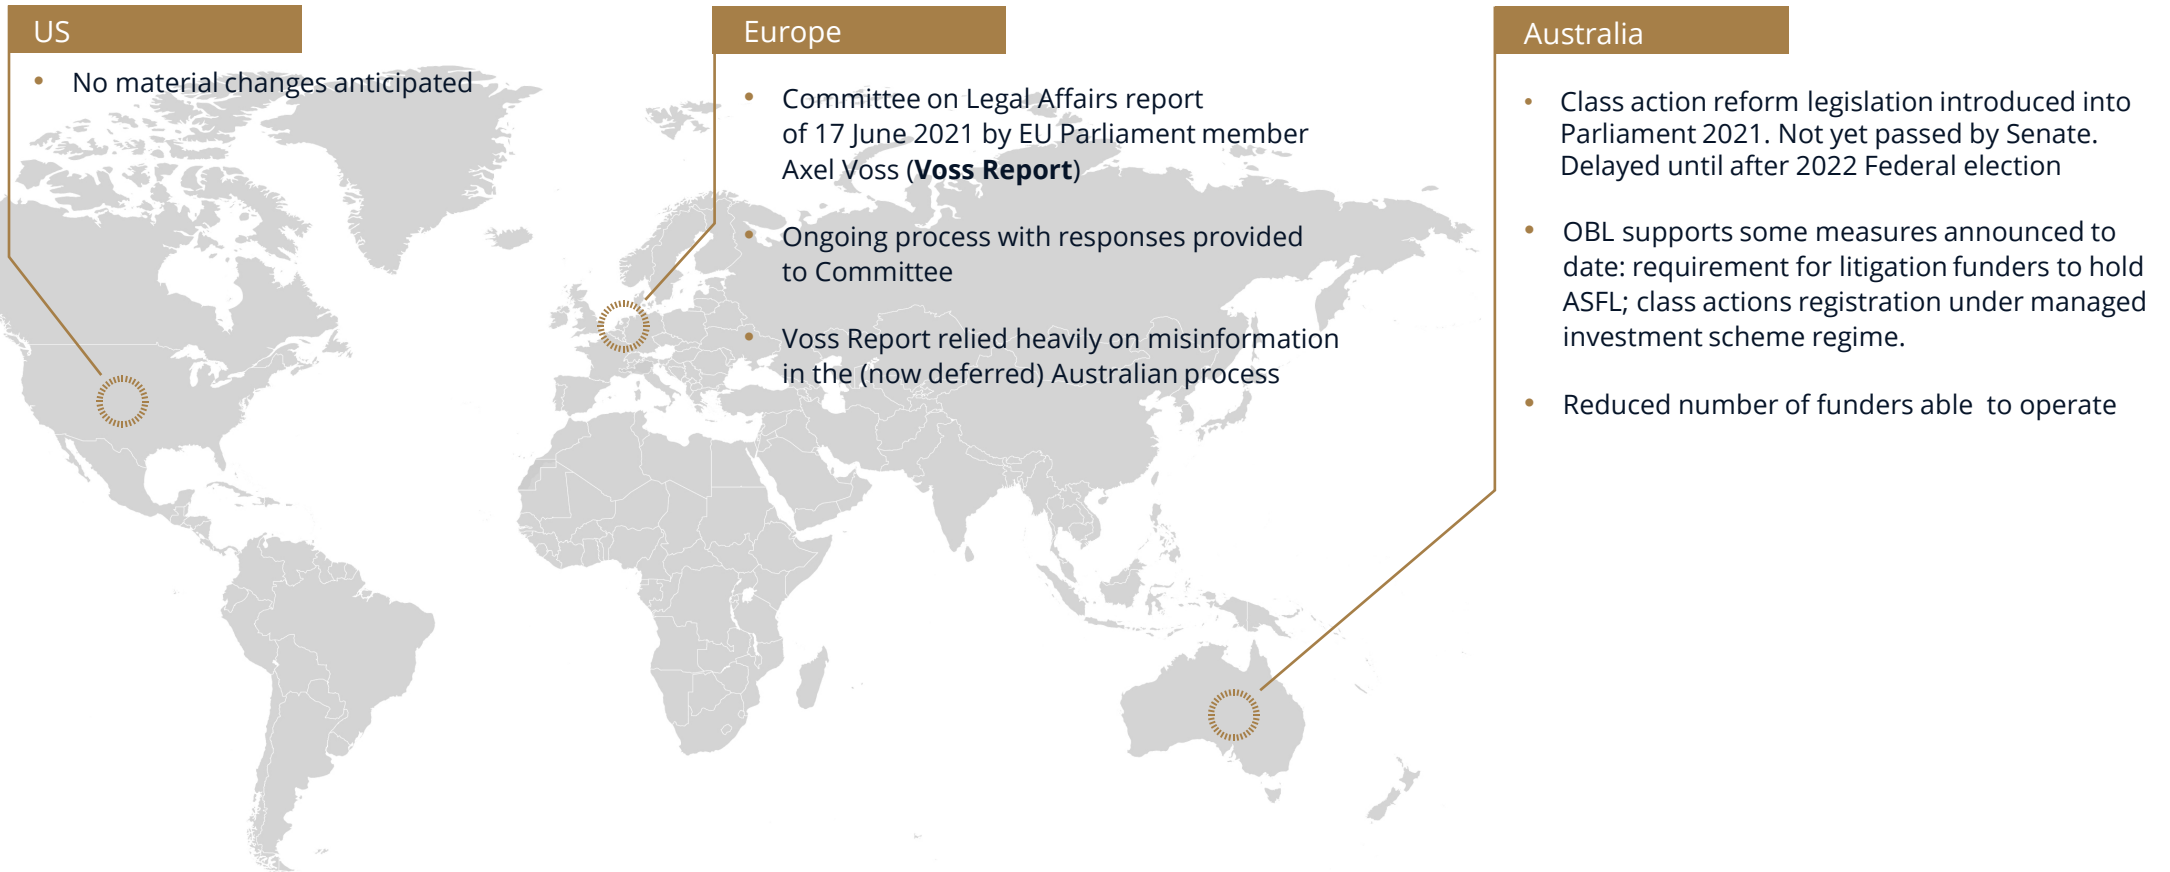 US
• No material changes anticipated
Europe
• Committee on Legal Affairs report
of 17 June 2021 by EU Parliament member
Axel Voss (Voss Report)
• Ongoing process with responses provided
to Committee
• Voss Report relied heavily on misinformation
in the (now deferred) Australian process
Australia
• Class action reform legislation introduced into
Parliament 2021. Not yet passed by Senate.
Delayed until after 2022 Federal election
• OBL supports some measures announced to
date: requirement for litigation funders to hold
ASFL; class actions registration under managed
investment scheme regime.
• Reduced number of funders able  to operate